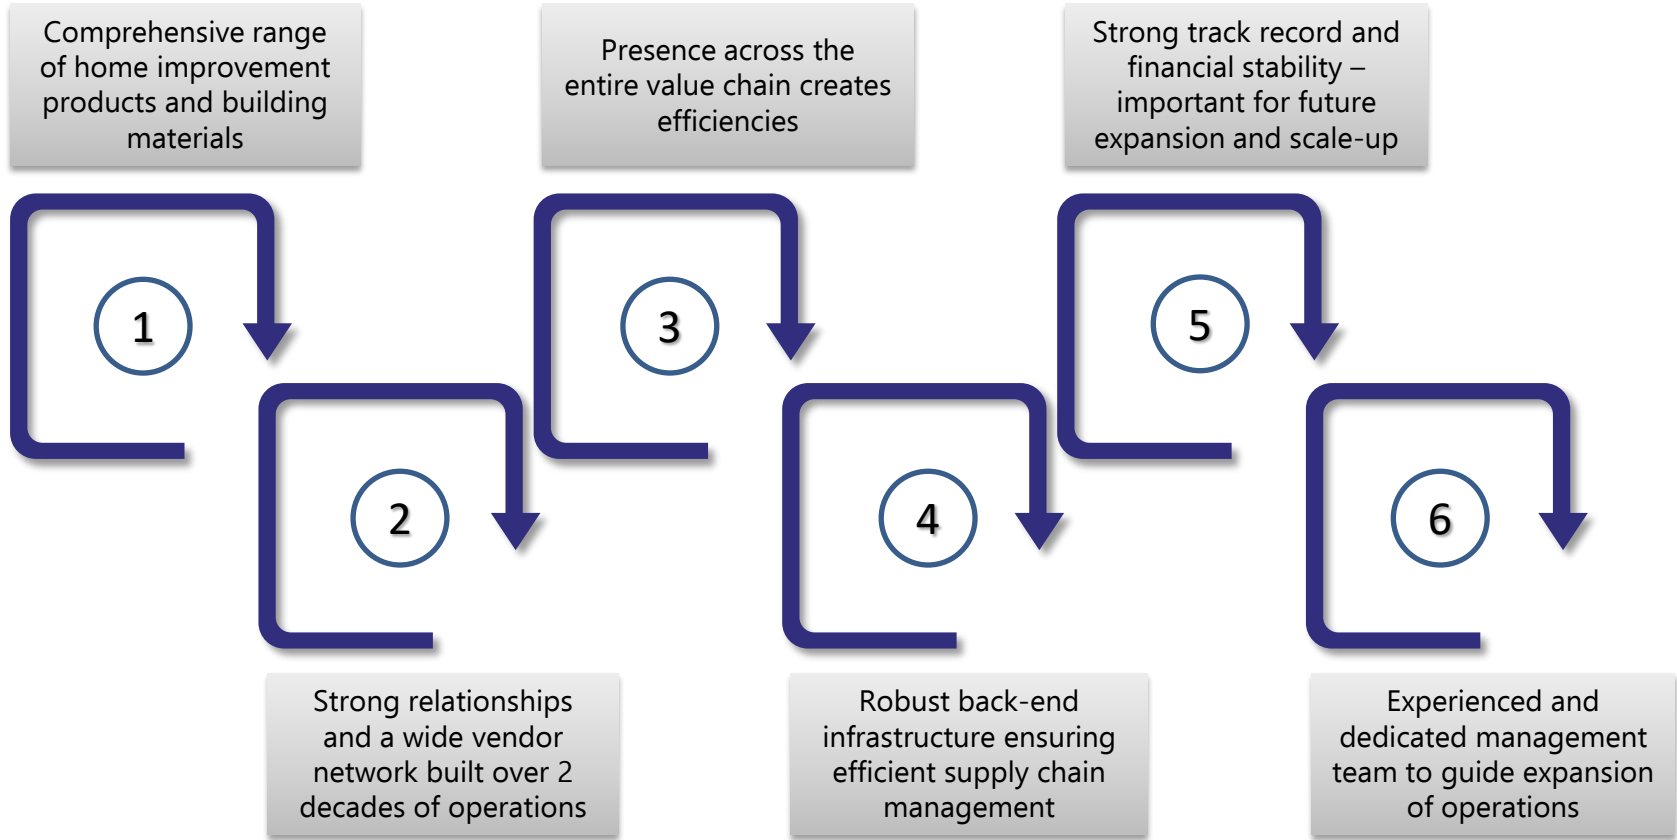 Comprehensive range
of home improvement
products and building
materials
1
Strong relationships
and a wide vendor
network built over 2
decades of operations
2
Presence across the
entire value chain creates
efficiencies
3
Robust back-end
infrastructure ensuring
efficient supply chain
management
4
Strong track record and
financial stability –
important for future
expansion and scale-up
5
Experienced and
dedicated management
team to guide expansion
of operations
6